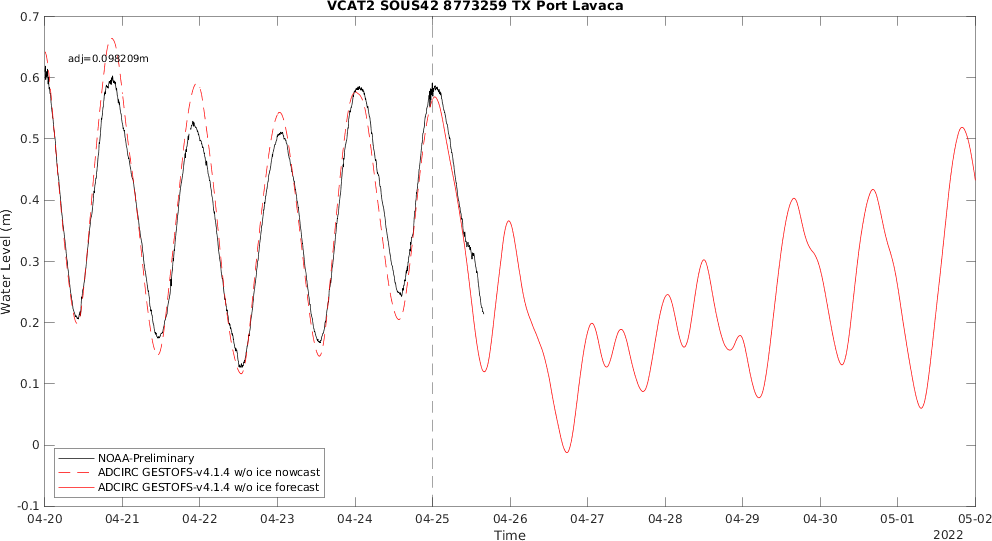 VCAT2 SOUS42 8773259 TX Port Lavaca
adj=0.098209m
Water Level (m)
0.7
0.6
0.5
0.4
0.3
0.2
0.1
0
-0.1
NOAA-Preliminary
ADCIRC GESTOFS-v4.1.4 w/o ice nowcast
ADCIRC GESTOFS-v4.1.4 w/o ice forecast
04-20 04-21 04-22 04-23 04-24 04-25 04-26 04-27 04-28 04-29 04-30 05-01 05-02
Time
2022